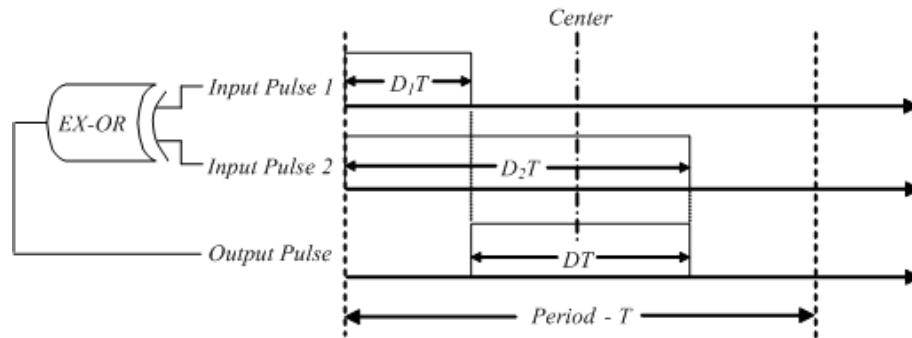 Center
Input Pulse 1
D₁T
EX-OR
Input Pulse 2
D₂T
Output Pulse
DT
Period - T